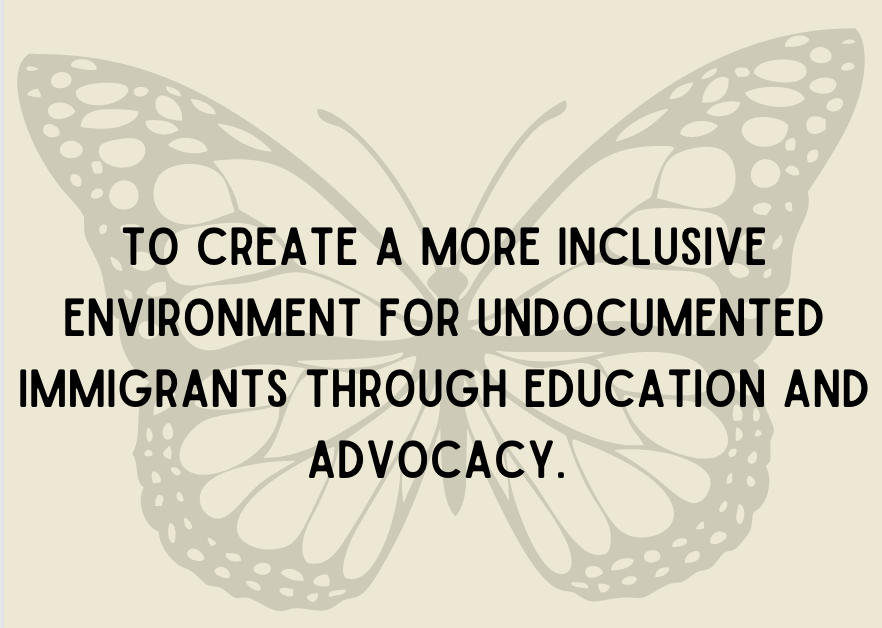 TO CREATE A MORE INCLUSIVE
ENVIRONMENT FOR UNDOCUMENTED
IMMIGRANTS THROUGH EDUCATION AND
ADVOCACY.